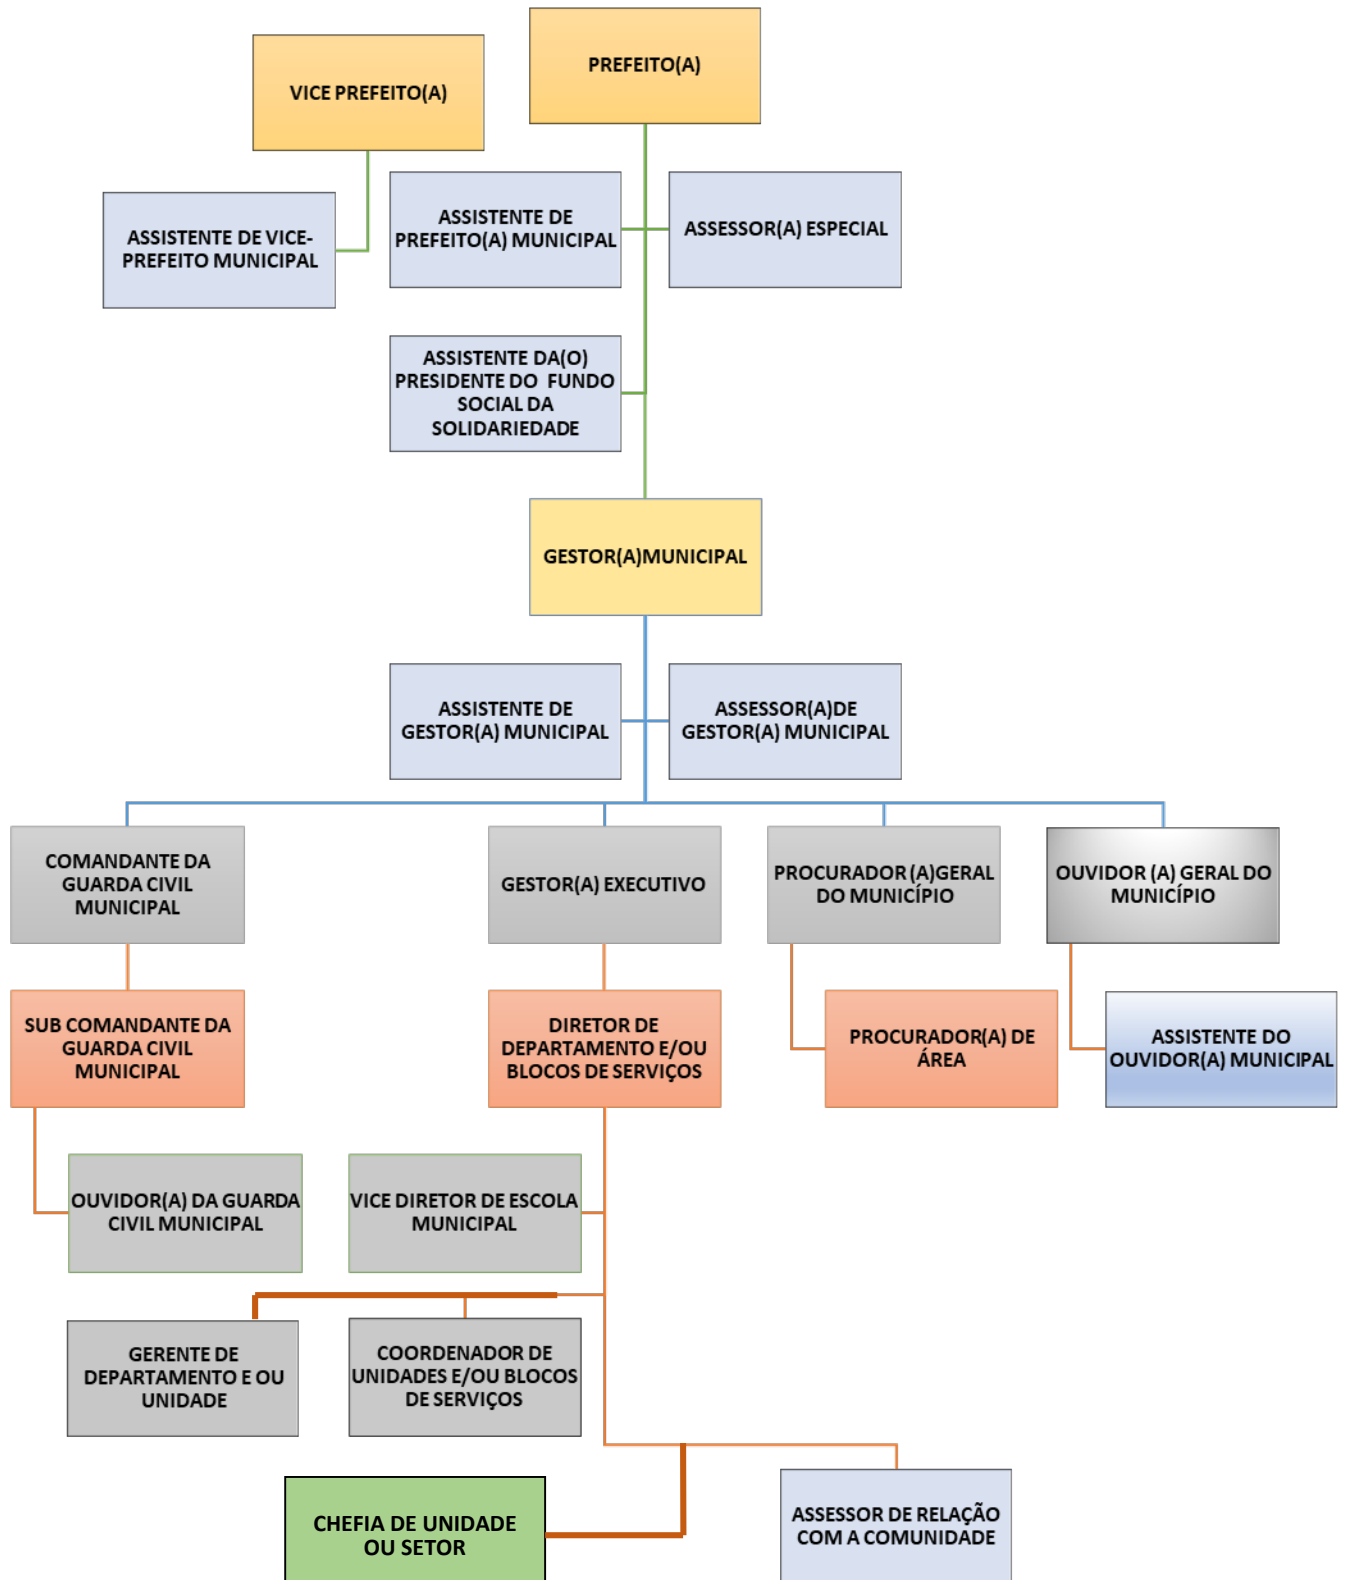 PREFEITO(A)
VICE PREFEITO(A)
ASSISTENTE DE VICE-
PREFEITO MUNICIPAL
ASSISTENTE DE
PREFEITO(A) MUNICIPAL
ASSESSOR(A) ESPECIAL
ASSISTENTE DA(O)
PRESIDENTE DO FUNDO
SOCIAL DA
SOLIDARIEDADE
GESTOR(A)MUNICIPAL
ASSISTENTE DE
GESTOR(A) MUNICIPAL
ASSESSOR(A)DE
GESTOR(A) MUNICIPAL
COMANDANTE DA
GUARDA CIVIL
MUNICIPAL
GESTOR(A) EXECUTIVO
PROCURADOR (A)GERAL
DO MUNICÍPIO
OUVIDOR (A) GERAL DO
MUNICÍPIO
SUB COMANDANTE DA
GUARDA CIVIL
MUNICIPAL
DIRETOR DE
DEPARTAMENTO E/OU
BLOCOS DE SERVIÇOS
PROCURADOR(A) DE
ÁREA
ASSISTENTE DO
OUVIDOR(A) MUNICIPAL
OUVIDOR(A) DA GUARDA
CIVIL MUNICIPAL
VICE DIRETOR DE ESCOLA
MUNICIPAL
GERENTE DE
DEPARTAMENTO E OU
UNIDADE
COORDENADOR DE
UNIDADES E/OU BLOCOS
DE SERVIÇOS
CHEFIA DE UNIDADE
OU SETOR
ASSESSOR DE RELAÇÃO
COM A COMUNIDADE